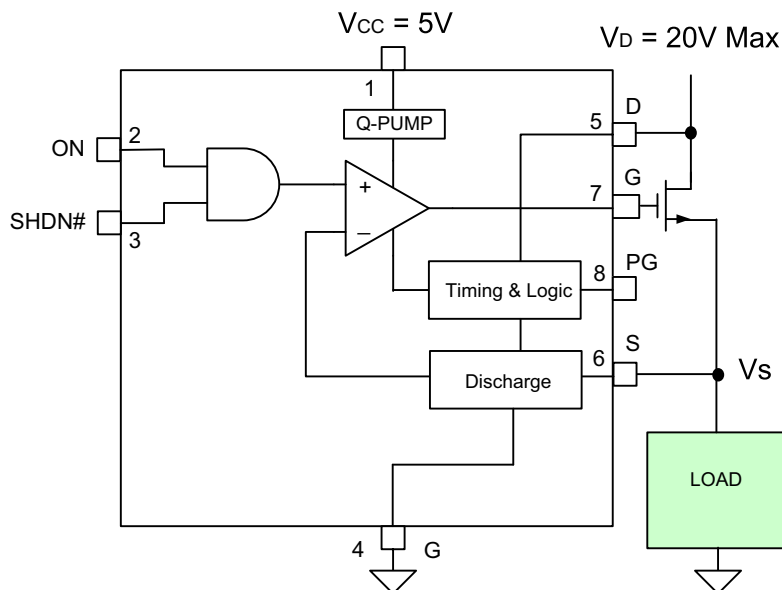 VCC = 5V
VD = 20V Max
1
Q-PUMP
5
D
ON
2
+
7
G
SHDN#
3
–
Timing & Logic
8
PG
Discharge
6
S
Vs
LOAD
4
G